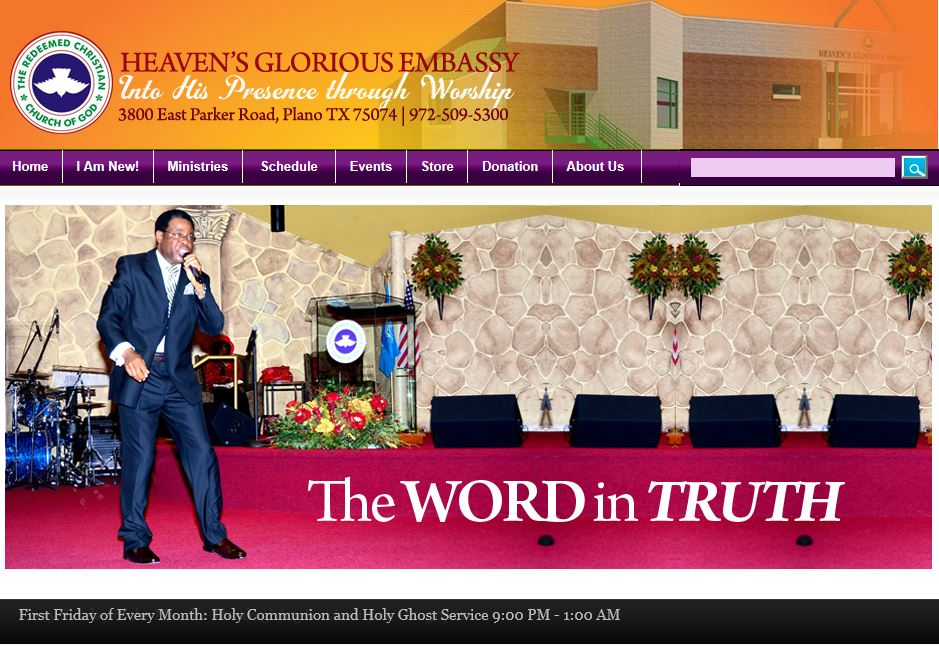 THE REDEEMED CHRISTIAN
CHURCH OF GOD
HEAVEN'S GLORIOUS EMBASSY
HEAVEN'S GLORIOUS
Into His Presence through Worship
3800 East Parker Road, Plano TX 75074 | 972-509-5300
Home I Am New! Ministries Schedule Events Store Donation About Us
The WORD in TRUTH
First Friday of Every Month: Holy Communion and Holy Ghost Service 9:00 PM - 1:00 AM